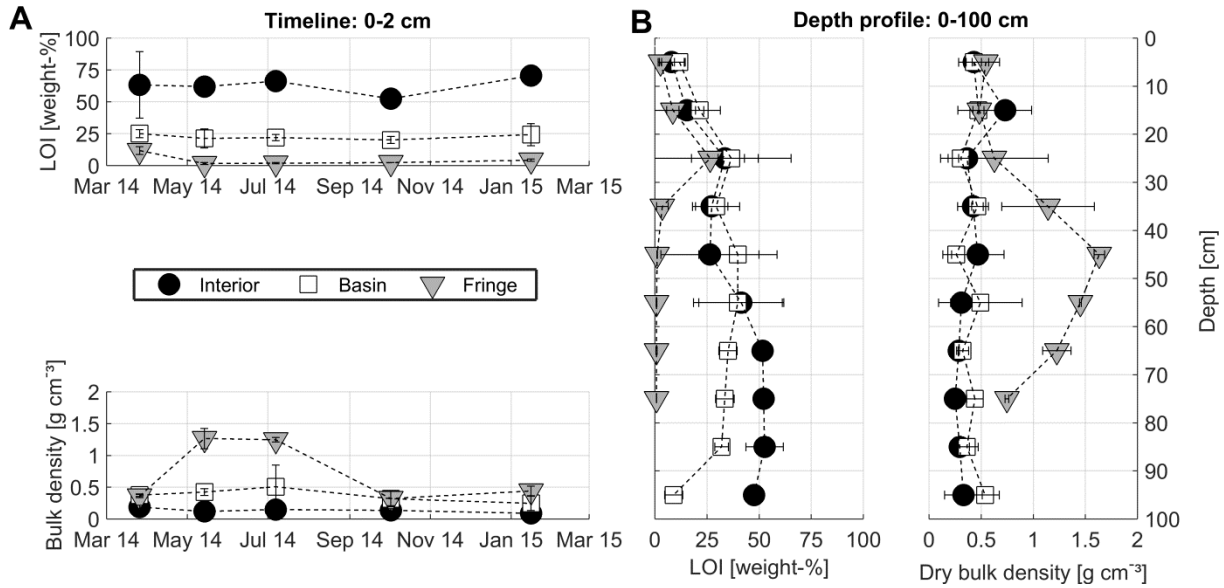 A
Timeline: 0-2 cm
LOI [weight-%]
100
75
50
25
0
Mar 14 May 14 Jul 14 Sep 14 Nov 14 Jan 15 Mar 15
Interior Basin Fringe
Bulk density [g cm⁻³]
2
1.5
1
0.5
0
Mar 14 May 14 Jul 14 Sep 14 Nov 14 Jan 15 Mar 15
B
Depth profile: 0-100 cm
0 25 50 75 100
LOI [weight-%]
0 0.5 1 1.5 2
Dry bulk density [g cm⁻³]
0
10
20
30
40
50
60
70
80
90
100
Depth [cm]